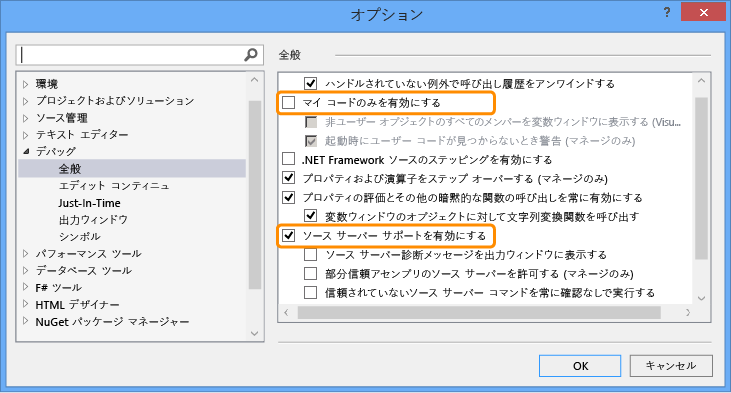 オプション
環境
プロジェクトおよびソリューション
ソース管理
テキスト エディター
デバッグ
全般
エディット コンティニュ
Just-In-Time
出力ウィンドウ
シンボル
パフォーマンス ツール
データベース ツール
F# ツール
HTML デザイナー
NuGet パッケージ マネージャー
全般
ハンドルされていない例外で呼び出し履歴をアンワインドする
マイ コードのみを有効にする
非ユーザー オブジェクトのすべてのメンバーを変数ウィンドウに表示する (Visu...
起動時にユーザー コードが見つからないとき警告 (マネージのみ)
.NET Framework ソースのステッピングを有効にする
プロパティおよび演算子をステップ オーバーする (マネージのみ)
プロパティの評価とその他の暗黙的な関数の呼び出しを常に有効にする
変数ウィンドウのオブジェクトに対して文字列変換関数を呼び出す
ソース サーバー サポートを有効にする
ソース サーバー診断メッセージを出力ウィンドウに表示する
部分信頼アセンブリのソース サーバーを許可する (マネージのみ)
信頼されていないソース サーバー コマンドを常に確認なしで実行する
OK
キャンセル